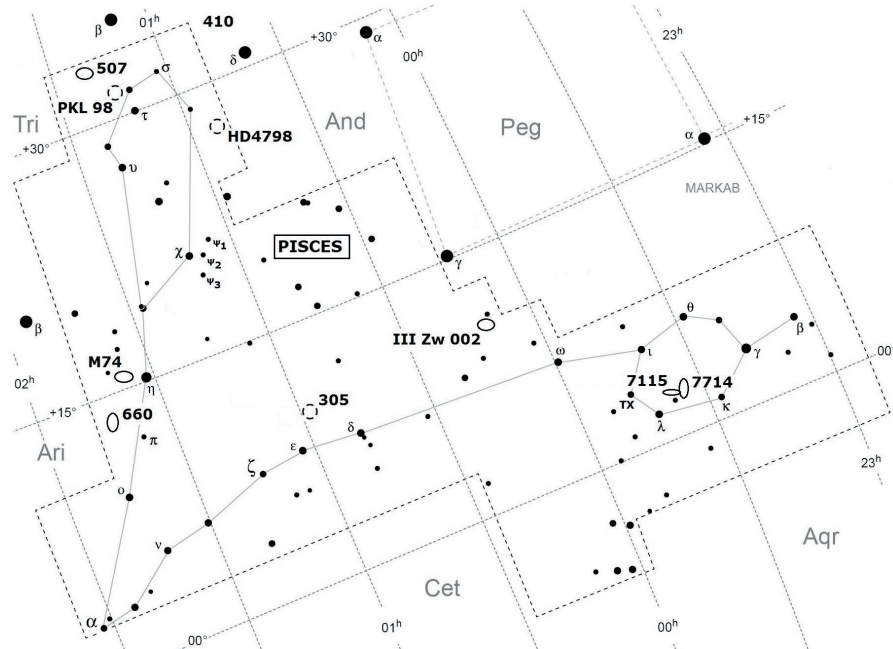 01h
410
β
δ
+30°
α
23h
00h
507
σ
PKL 98
τ
Tri
+30°
HD4798
And
Peg
α
+15°
υ
MARKAB
χ
ψ1
ψ2
ψ3
PISCES
γ
β
III Zw 002
θ
β
ω
ι
γ
00°
M74
η
02h
7115
7714
+15°
660
305
TX
λ
κ
Ari
π
δ
ε
ζ
23h
ο
ν
Aqr
Cet
α
00°
01h
00h